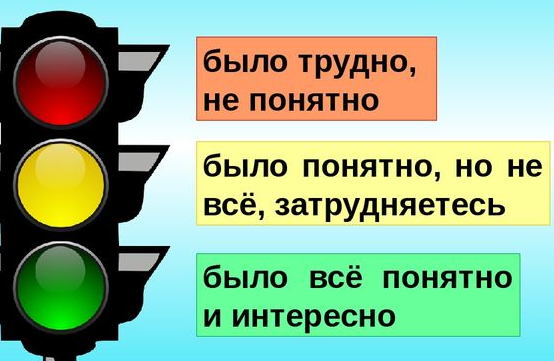 было трудно,
не понятно
было понятно, но не
всё, затрудняетесь
было всё понятно
и интересно